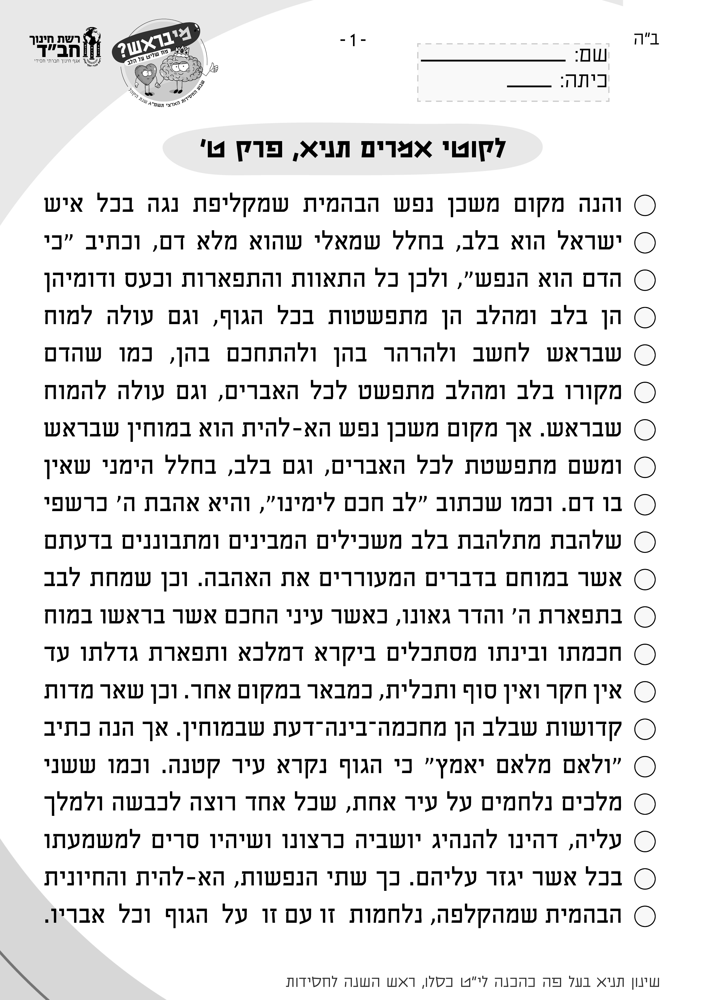 ב"ה
- 1 -
שם:
כיתה:
מי בראש?
מח שליט על הלב
שבוע החסידות הארצי תשפ"ג שנת הקהל
רשת חינוך
חב"ד
אגף חינוך חברתי חסידי
לקוטי אמרים תניא, פרק ט'
והנה מקום משכן נפש הבהמית שמקליפת נגה בכל איש
ישראל הוא בלב, בחלל שמאלי שהוא מלא דם, וכתיב "כי
הדם הוא הנפש", ולכן כל התאוות והתפארות וכעס ודומיהן
הן בלב ומהלב הן מתפשטות בכל הגוף, וגם עולה למוח
שבראש לחשב ולהרהר בהן ולהתחכם בהן, כמו שהדם
מקורו בלב ומהלב מתפשט לכל האברים, וגם עולה להמוח
שבראש. אך מקום משכן נפש הא-להית הוא במוחין שבראש
ומשם מתפשטת לכל האברים, וגם בלב, בחלל הימני שאין
בו דם. וכמו שכתוב "לב חכם לימינו", והיא אהבת ה' כרשפי
שלהבת מתלהבת בלב משכילים המבינים ומתבוננים בדעתם
אשר במוחם בדברים המעוררים את האהבה. וכן שמחת לבב
בתפארת ה' והדר גאונו, כאשר עיני החכם אשר בראשו במוח
חכמתו ובינתו מסתכלים ביקרא דמלכא ותפארת גדלתו עד
אין חקר ואין סוף ותכלית, כמבאר במקום אחר. וכן שאר מדות
קדושות שבלב הן מחכמה־בינה־דעת שבמוחין. אך הנה כתיב
"ולאם מלאם יאמץ" כי הגוף נקרא עיר קטנה. וכמו ששני
מלכים נלחמים על עיר אחת, שכל אחד רוצה לכבשה ולמלך
עליה, דהינו להנהיג יושביה כרצונו ושיהיו סרים למשמעתו
בכל אשר יגזר עליהם. כך שתי הנפשות, הא-להית והחיונית
הבהמית שמהקלפה, נלחמות זו עם זו על הגוף וכל אבריו.
שינון תניא בעל פה כהכנה לי"ט כסלו, ראש השנה לחסידות